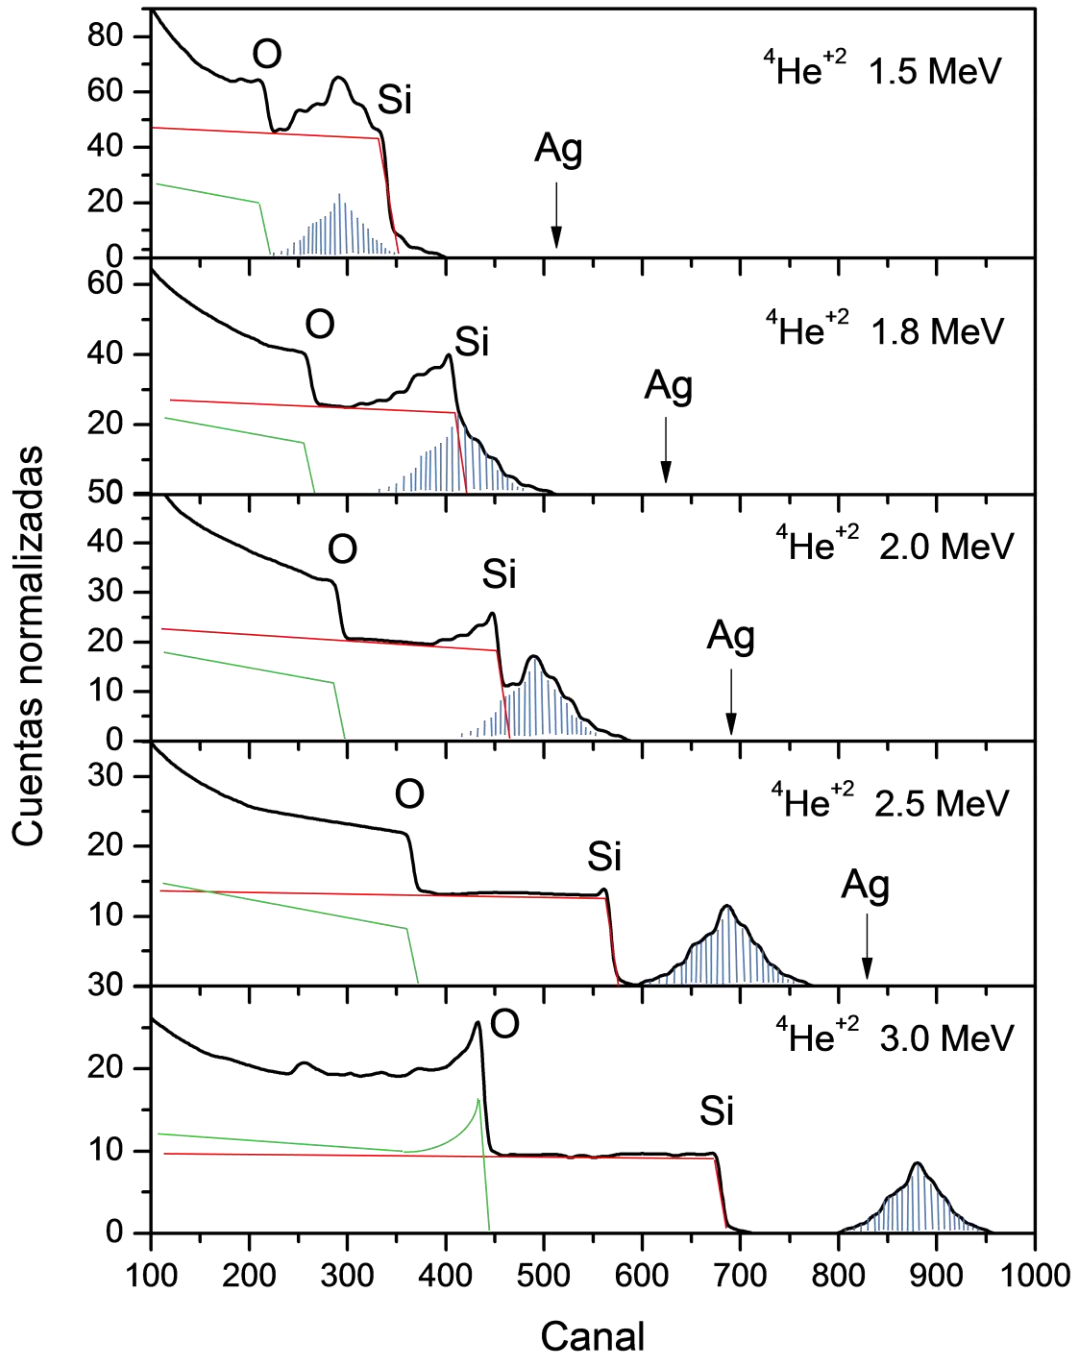 Cuentas normalizadas
80
60
40
20
0
O
Si
Ag
⁴He⁺² 1.5 MeV
60
40
20
50
O
Si
Ag
⁴He⁺² 1.8 MeV
40
30
20
10
0
O
Si
Ag
⁴He⁺² 2.0 MeV
30
20
10
30
O
Si
Ag
⁴He⁺² 2.5 MeV
20
10
0
O
Si
⁴He⁺² 3.0 MeV
100 200 300 400 500 600 700 800 900 1000
Canal